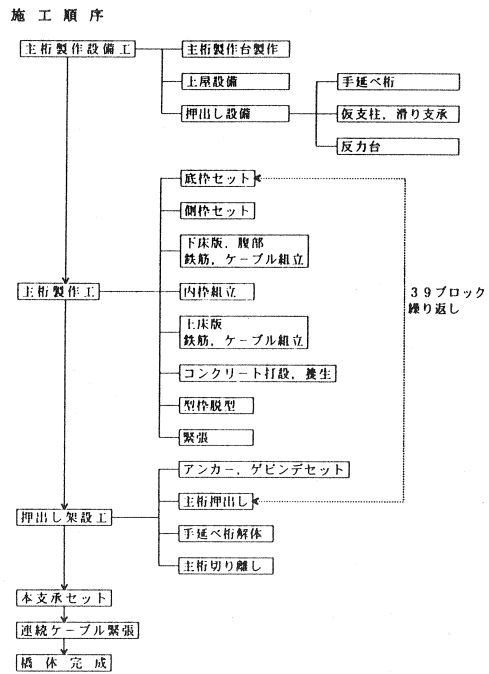 施工順序
主桁製作設備工
主桁製作台製作
上屋設備
押出し設備
手延べ桁
仮支柱，滑り支承
反力台
底枠セット
側枠セット
下床版，腹部
鉄筋，ケーブル組立
主桁製作工
内枠組立
39ブロック
繰り返し
上床版
鉄筋，ケーブル組立
コンクリート打設，養生
型枠脱型
緊張
アンカー，ゲビンデセット
主桁押出し
押出し架設工
手延べ桁解体
主桁切り離し
本支承セット
連続ケーブル緊張
橋体完成